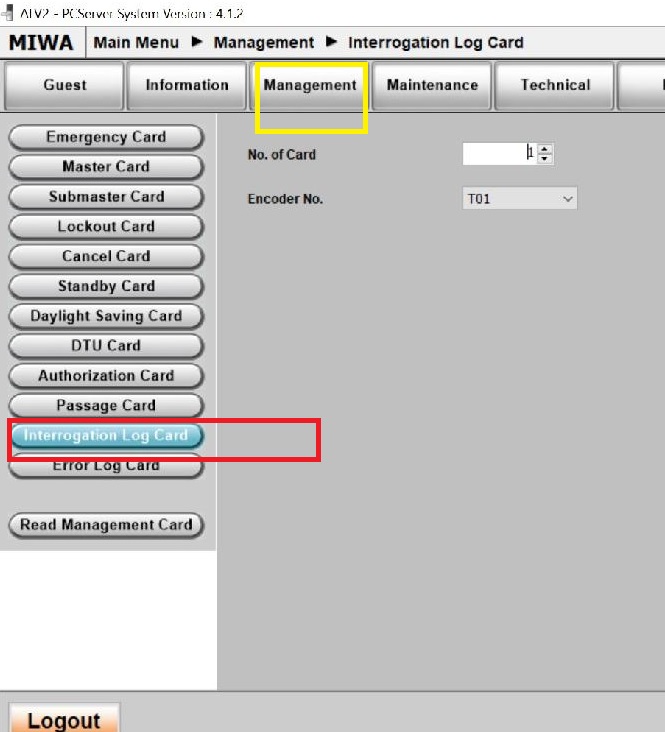 ALV2 - PCServer System Version : 4.1.2
MIWA Main Menu ▶ Management ▶ Interrogation Log Card
Guest Information Management Maintenance Technical
Emergency Card
Master Card
Submaster Card
Lockout Card
Cancel Card
Standby Card
Daylight Saving Card
DTU Card
Authorization Card
Passage Card
Interrogation Log Card
Error Log Card
Read Management Card
No. of Card 1
Encoder No. T01
Logout